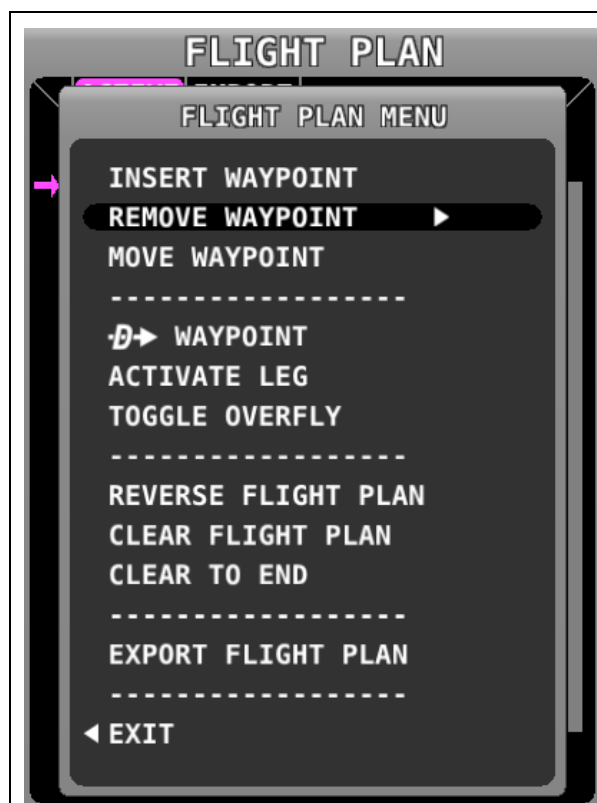 FLIGHT PLAN
FLIGHT PLAN MENU
INSERT WAYPOINT
REMOVE WAYPOINT
MOVE WAYPOINT
-------------------
D WAYPOINT
ACTIVATE LEG
TOGGLE OVERFLY
-------------------
REVERSE FLIGHT PLAN
CLEAR FLIGHT PLAN
CLEAR TO END
-------------------
EXPORT FLIGHT PLAN
-------------------
EXIT